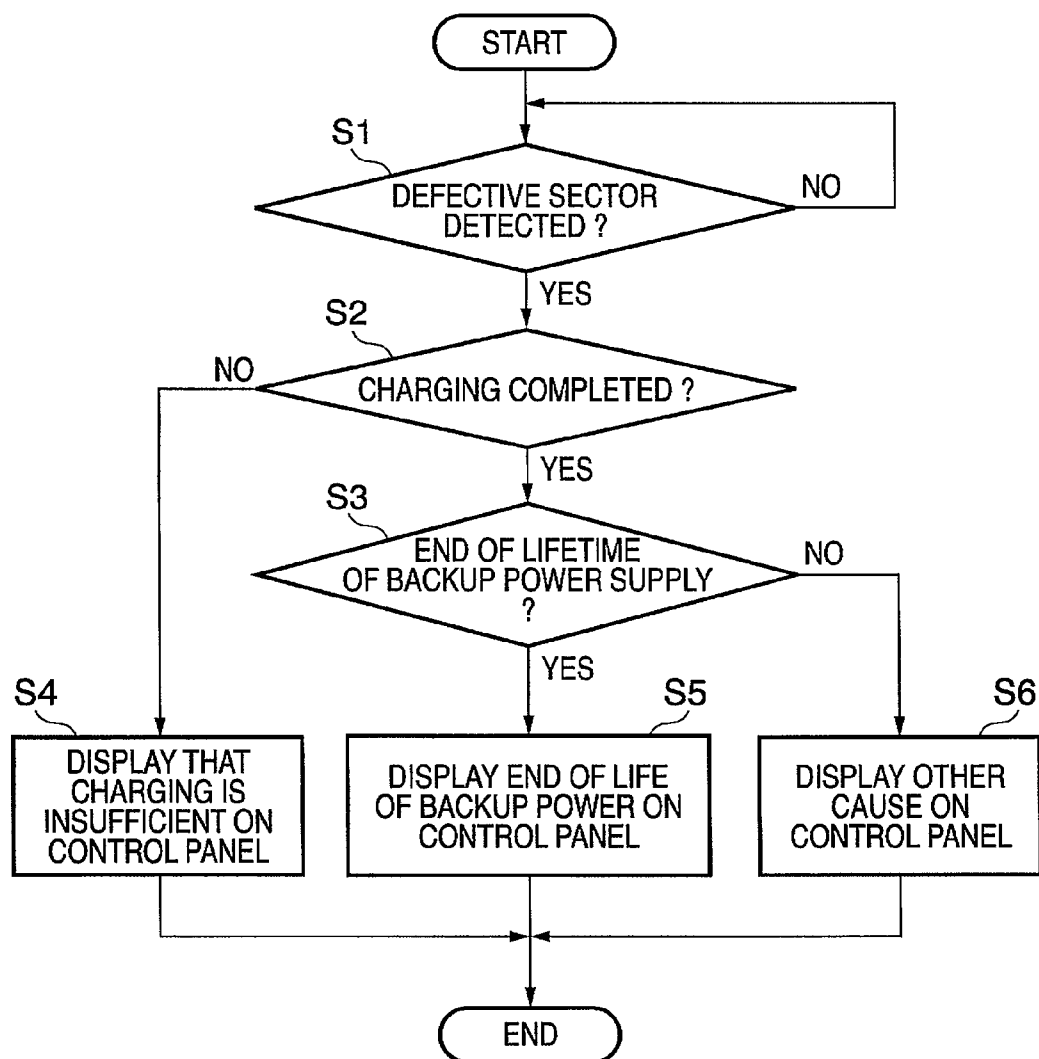 START
S1
DEFECTIVE SECTOR
DETECTED ?
NO
YES
S2
NO
CHARGING COMPLETED ?
YES
S3
END OF LIFETIME
OF BACKUP POWER SUPPLY
?
NO
YES
S4
DISPLAY THAT
CHARGING IS
INSUFFICIENT ON
CONTROL PANEL
S5
DISPLAY END OF LIFE
OF BACKUP POWER ON
CONTROL PANEL
S6
DISPLAY OTHER
CAUSE ON
CONTROL PANEL
END